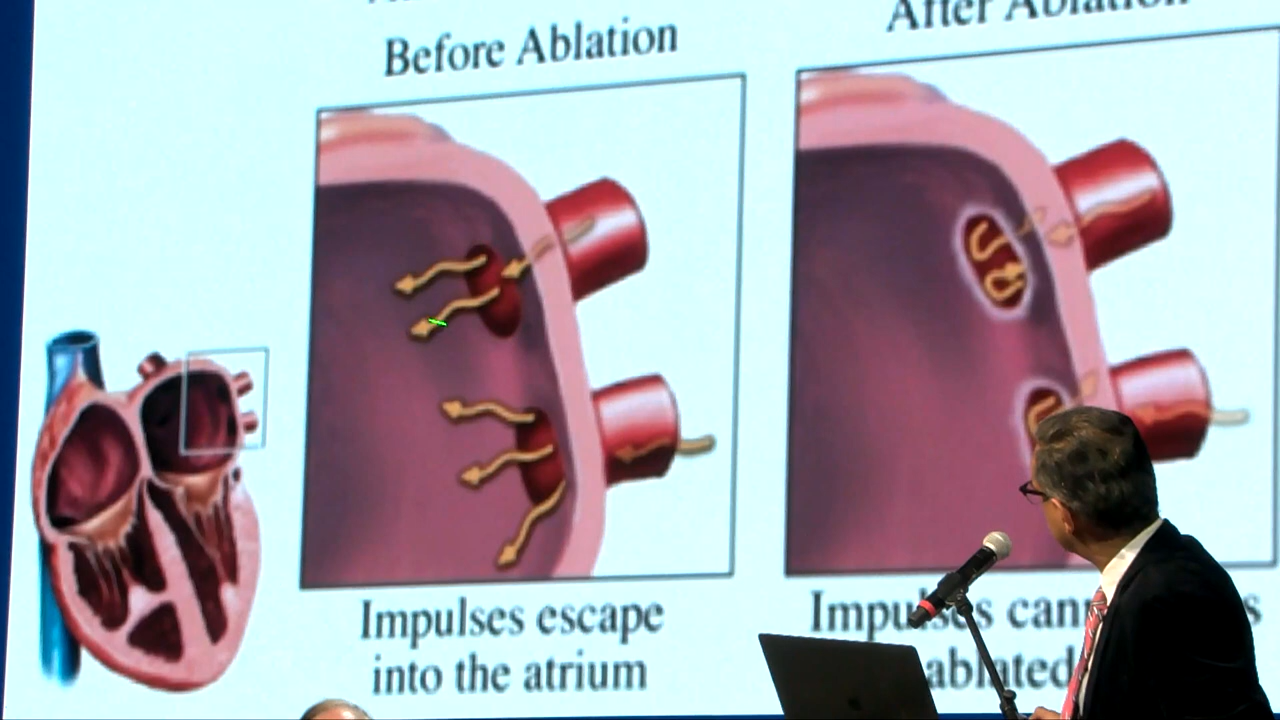 Before Ablation
After Ablation
Impulses escape
into the atrium
Impulses
ablated